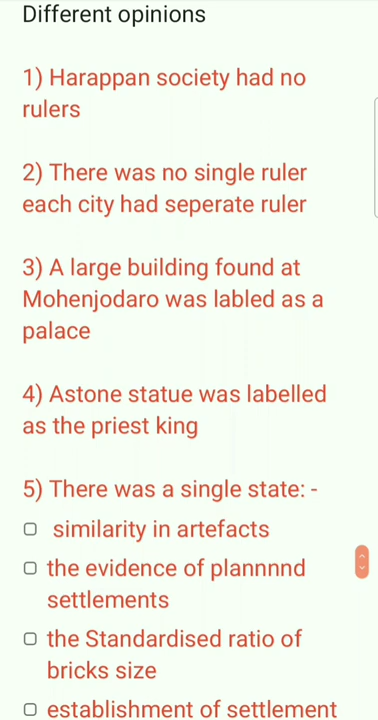 Different opinions
1) Harappan society had no
rulers
2) There was no single ruler
each city had seperate ruler
3) A large building found at
Mohenjodaro was labled as a
palace
4) Astone statue was labelled
as the priest king
5) There was a single state: -
similarity in artefacts
the evidence of plannnnd
settlements
the Standardised ratio of
bricks size
establishment of settlement